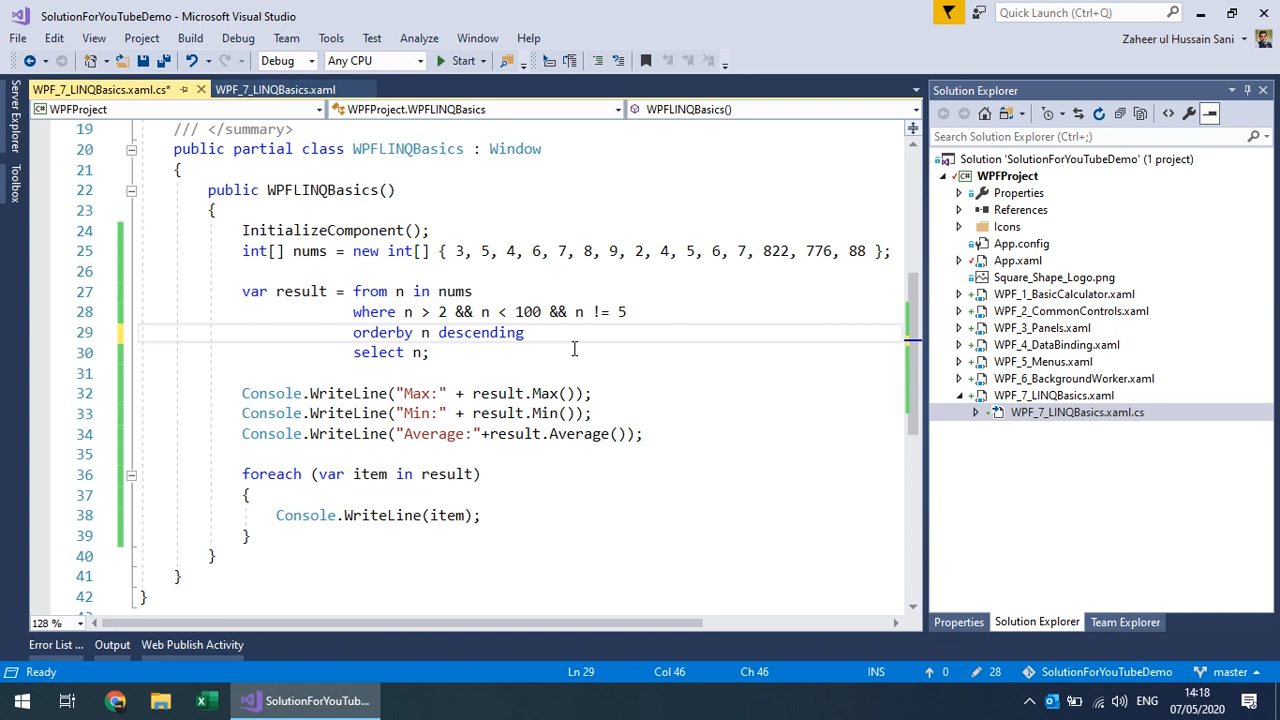 SolutionForYouTubeDemo - Microsoft Visual Studio
Quick Launch (Ctrl+Q)
File Edit View Project Build Debug Team Tools Test Analyze Window Help
Zaheer ul Hussain Sani
Debug Any CPU Start
Server Explorer
Toolbox
WPF_7_LINQBasics.xaml.cs* WPF_7_LINQBasics.xaml
WPFProject WPFProject.WPFLINQBasics WPFLINQBasics()
19 /// </summary>
20 public partial class WPFLINQBasics : Window
21 {
22 public WPFLINQBasics()
23 {
24 InitializeComponent();
25 int[] nums = new int[] { 3, 5, 4, 6, 7, 8, 9, 2, 4, 5, 6, 7, 822, 776, 88 };
26
27 var result = from n in nums
28 where n > 2 && n < 100 && n != 5
29 orderby n descending
30 select n;
31
32 Console.WriteLine("Max:" + result.Max());
33 Console.WriteLine("Min:" + result.Min());
34 Console.WriteLine("Average:"+result.Average());
35
36 foreach (var item in result)
37 {
38 Console.WriteLine(item);
39 }
40 }
41 }
42 }
128 %
Solution Explorer
Search Solution Explorer (Ctrl+;)
Solution 'SolutionForYouTubeDemo' (1 project)
WPFProject
Properties
References
Icons
App.config
App.xaml
Square_Shape_Logo.png
WPF_1_BasicCalculator.xaml
WPF_2_CommonControls.xaml
WPF_3_Panels.xaml
WPF_4_DataBinding.xaml
WPF_5_Menus.xaml
WPF_6_BackgroundWorker.xaml
WPF_7_LINQBasics.xaml
WPF_7_LINQBasics.xaml.cs
Properties Solution Explorer Team Explorer
Error List ... Output Web Publish Activity
Ready Ln 29 Col 46 Ch 46 INS 0 28 SolutionForYouTubeDemo master
SolutionForYouTub... ENG 14:18
07/05/2020